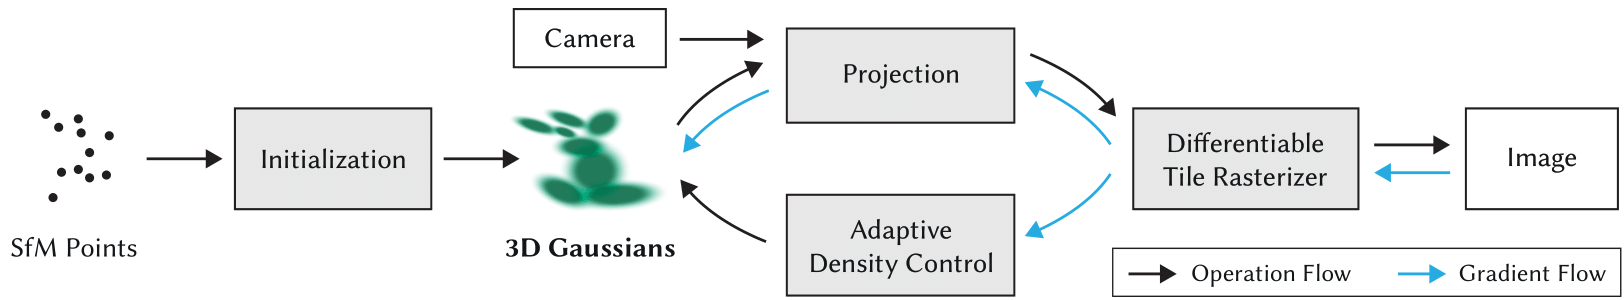 SfM Points
Initialization
Camera
3D Gaussians
Projection
Adaptive
Density Control
Differentiable
Tile Rasterizer
Image
Operation Flow
Gradient Flow